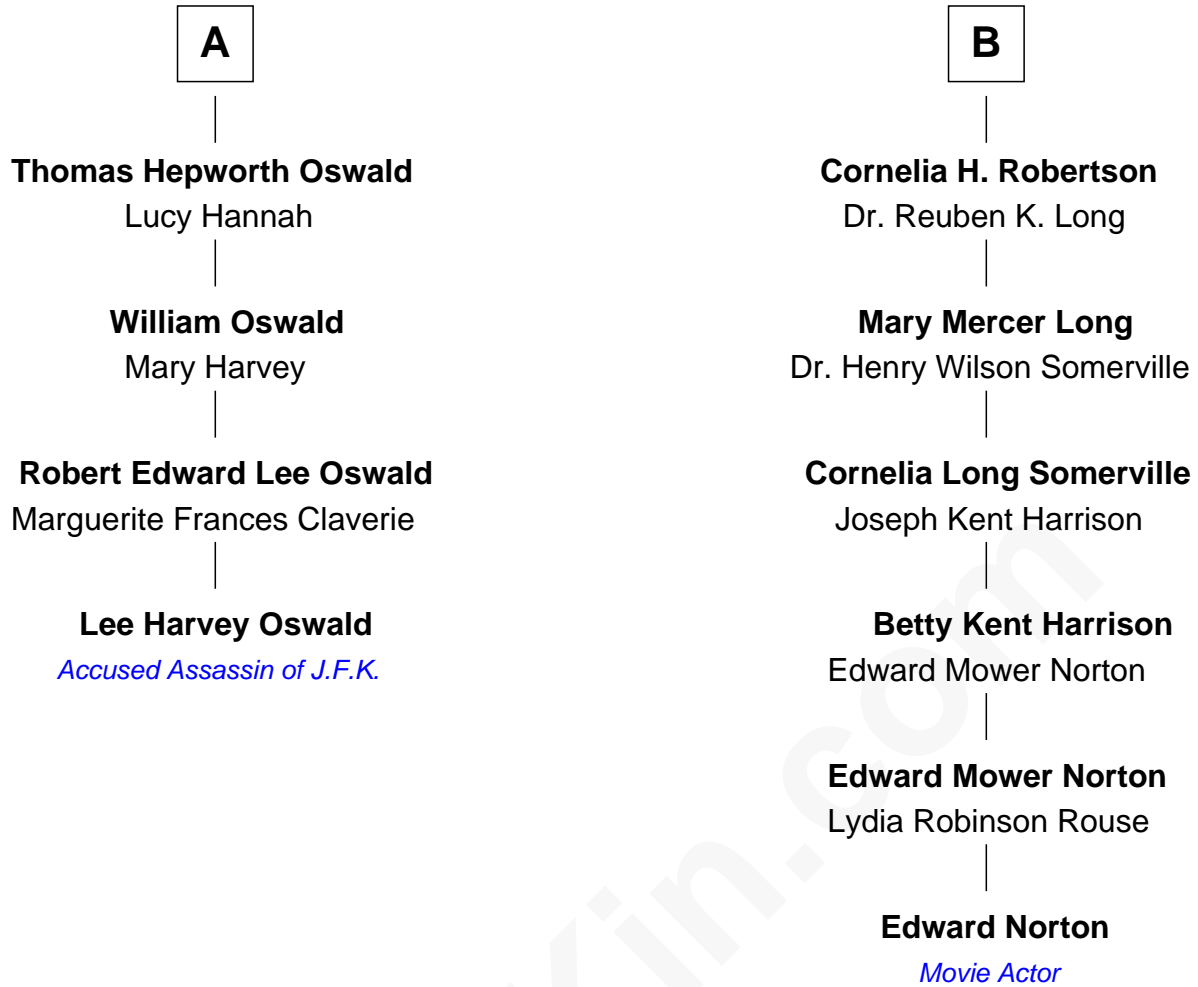 A
Thomas Hepworth Oswald
Lucy Hannah
William Oswald
Mary Harvey
Robert Edward Lee Oswald
Marguerite Frances Claverie
Lee Harvey Oswald
Accused Assassin of J.F.K.
B
Cornelia H. Robertson
Dr. Reuben K. Long
Mary Mercer Long
Dr. Henry Wilson Somerville
Cornelia Long Somerville
Joseph Kent Harrison
Betty Kent Harrison
Edward Mower Norton
Edward Mower Norton
Lydia Robinson Rouse
Edward Norton
Movie Actor
Kin.com